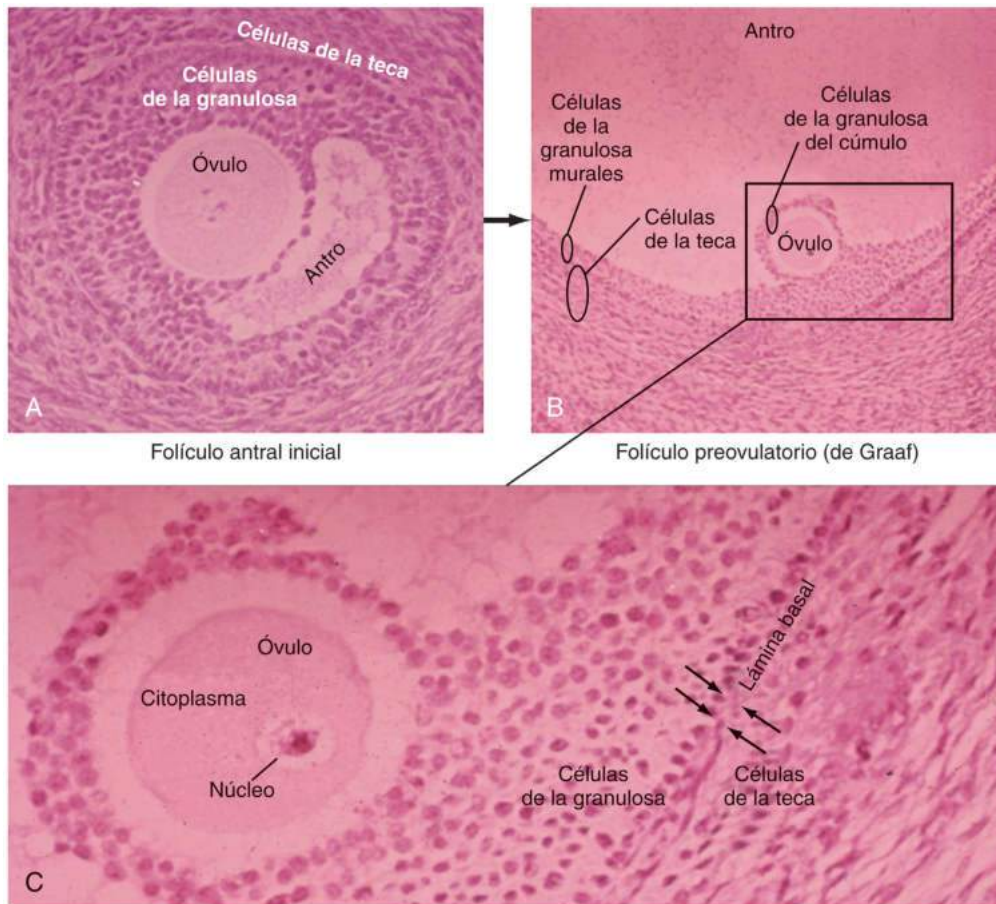 Células de la teca
Células
de la granulosa
Óvulo
Antro
A
Folículo antral inicial
Antro
Células
de la
granulosa
murales
Células
de la granulosa
del cúmulo
Células
de la teca
Óvulo
B
Folículo preovulatorio (de Graaf)
Óvulo
Citoplasma
Núcleo
Lámina basal
Células
de la granulosa
Células
de la teca
C